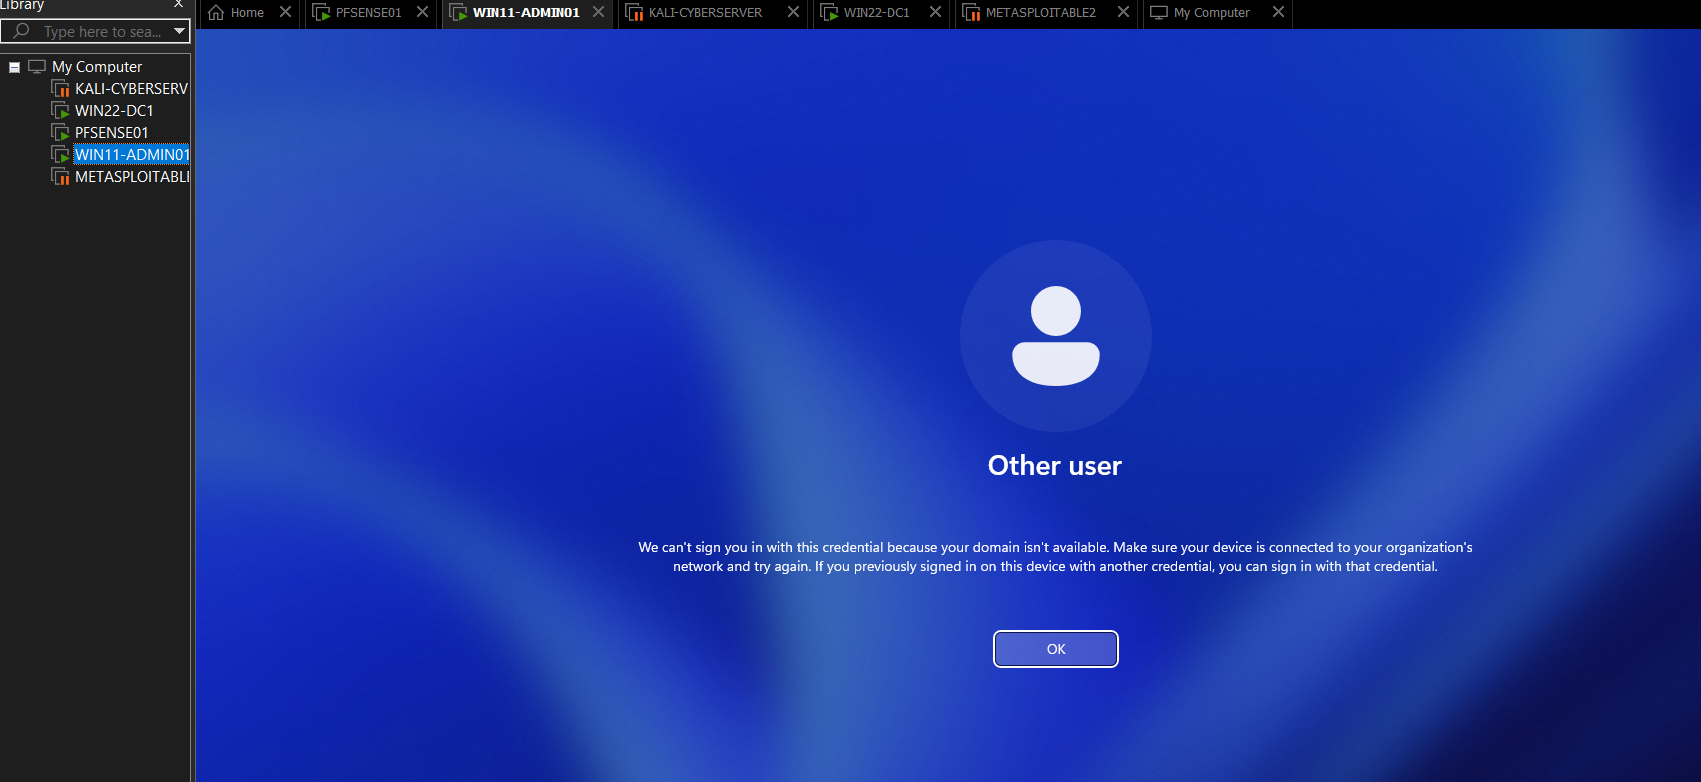 Library
Type here to sea...
My Computer
KALI-CYBERSERV
WIN22-DC1
PFSENSE01
WIN11-ADMIN01
METASPLOITABL
Home
PFSENSE01
WIN11-ADMIN01
KALI-CYBERSERVER
WIN22-DC1
METASPLOITABLE2
My Computer
Other user
We can't sign you in with this credential because your domain isn't available. Make sure your device is connected to your organization's
network and try again. If you previously signed in on this device with another credential, you can sign in with that credential.
OK